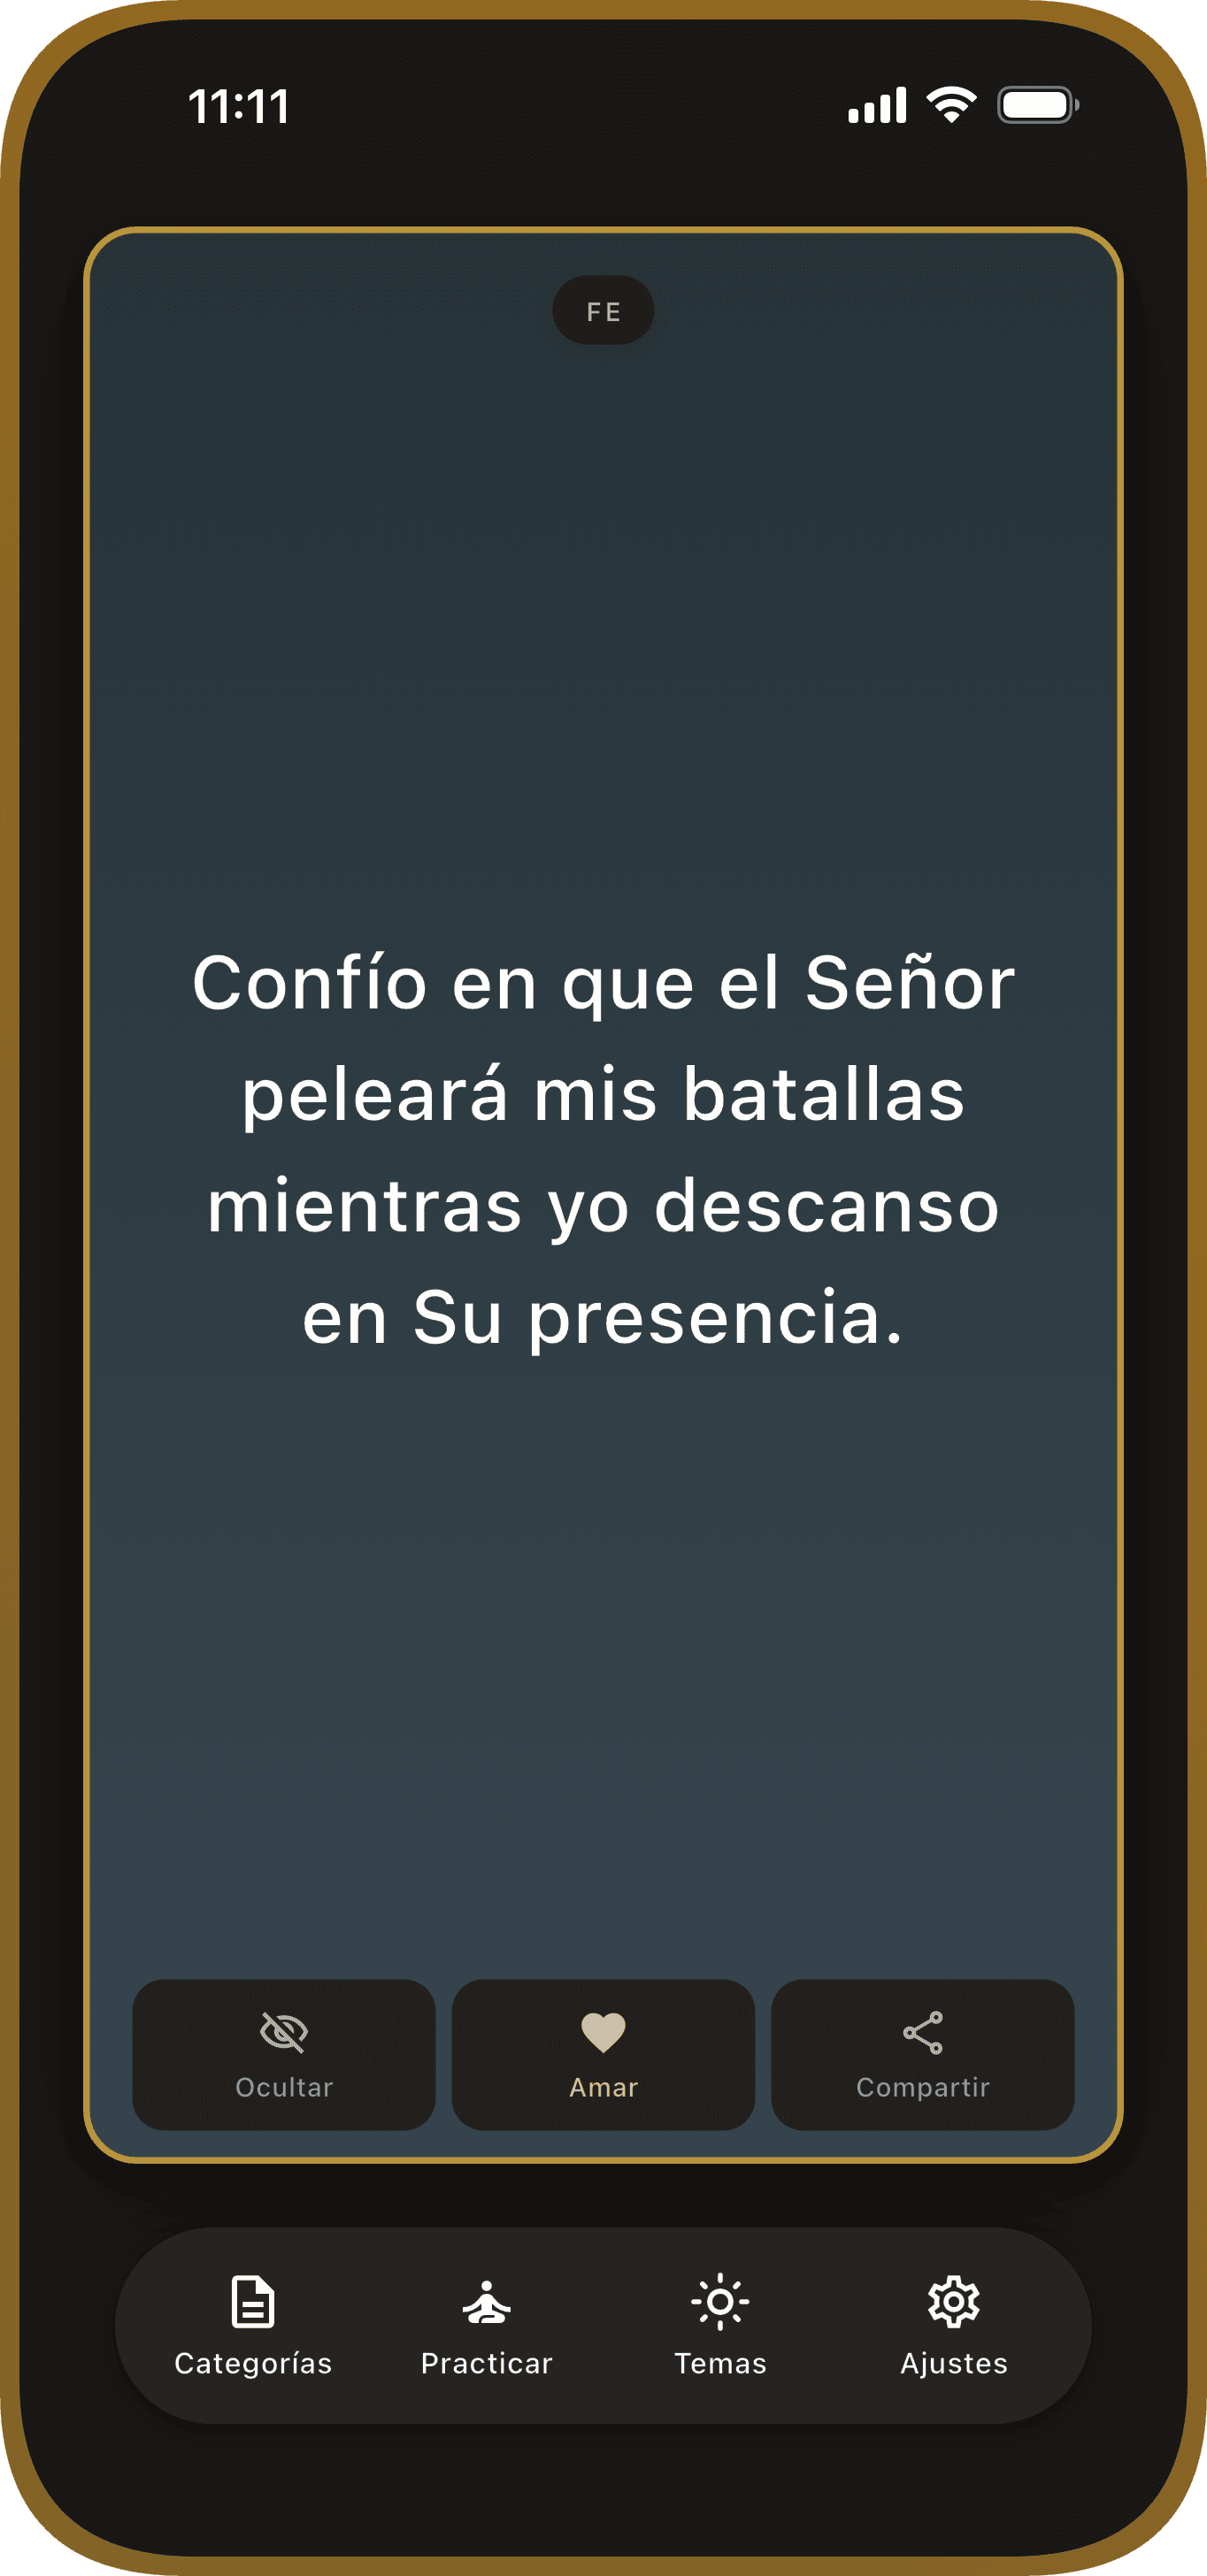 11:11
FE
Confío en que el Señor
peleará mis batallas
mientras yo descanso
en Su presencia.
Ocultar
Amar
Compartir
Categorías
Practicar
Temas
Ajustes